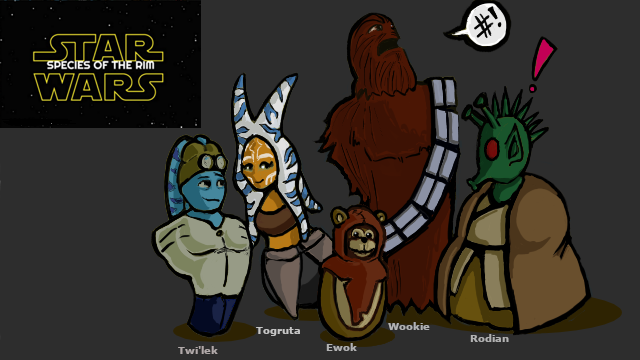 STAR
SPECIES OF THE RIM
WARS
#!
!
Twi'lek
Togruta
Ewok
Wookie
Rodian